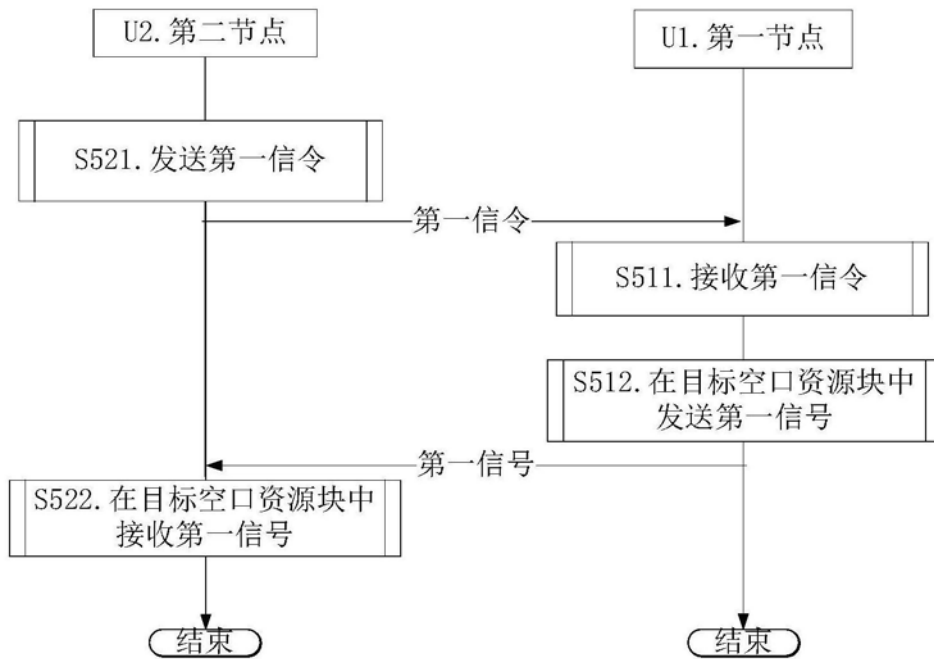 U2.第二节点
U1.第一节点
S521.发送第一信令
第一信令
S511.接收第一信令
S512.在目标空口资源块中
发送第一信号
第一信号
S522.在目标空口资源块中
接收第一信号
结束
结束